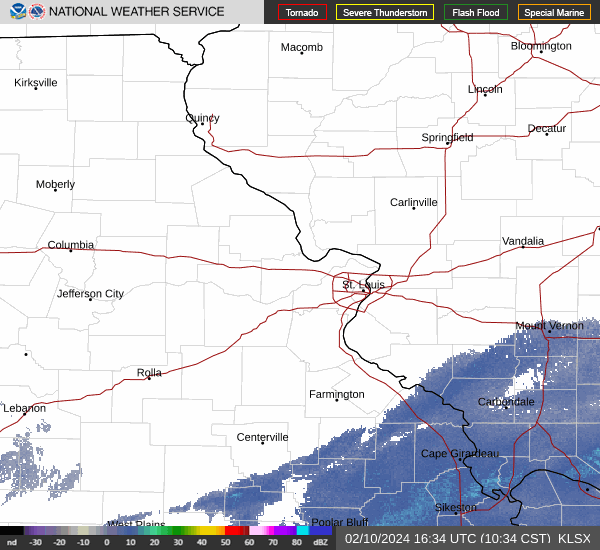 NATIONAL WEATHER SERVICE
Tornado
Severe Thunderstorm
Flash Flood
Special Marine
Macomb
Bloomington
Kirksville
Lincoln
Quincy
Springfield
Decatur
Moberly
Carlinville
Columbia
Vandalia
St. Louis
Jefferson City
Mount Vernon
Rolla
Farmington
Carbondale
Lebanon
Centerville
Cape Girardeau
Sikeston
West Plains
Poplar Bluff
nd -30 -20 -10 0 10 20 30 40 50 60 70 80 dBZ
02/10/2024 16:34 UTC (10:34 CST) KLSX